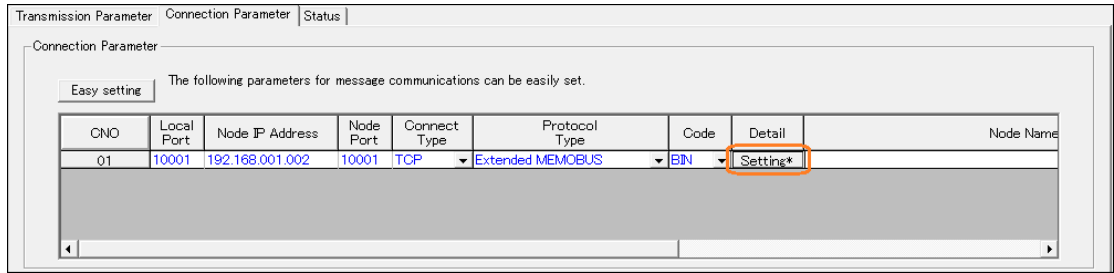 Transmission Parameter Connection Parameter Status
Connection Parameter
Easy setting The following parameters for message communications can be easily set.
CNO Local Port Node IP Address Node Port Connect Type Protocol Type Code Detail Node Name
01 10001 192.168.001.002 10001 TCP Extended MEMOBUS BIN Setting*